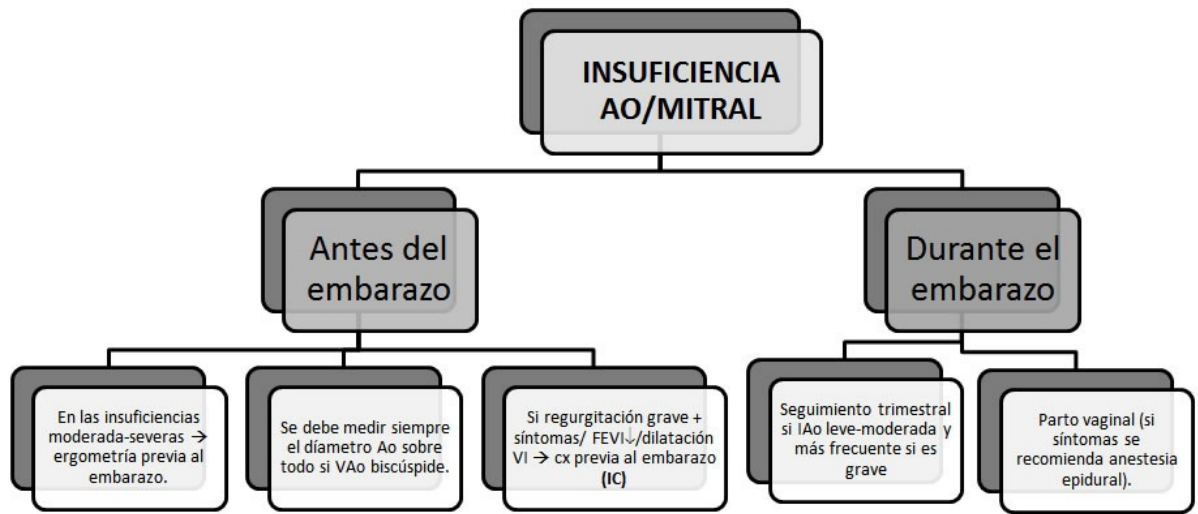 INSUFICIENCIA
AO/MITRAL
Antes del
embarazo
Durante el
embarazo
En las insuficiencias
moderada-severas →
ergometría previa al
embarazo.
Se debe medir siempre
el díametro Ao sobre
todo si VAo biscúspide.
Si regurgitación grave +
síntomas/ FEVI↓/dilatación
VI → cx previa al embarazo
(IC)
Seguimiento trimestral
si IAo leve-moderada y
más frecuente si es
grave
Parto vaginal (si
síntomas se
recomienda anestesia
epidural).